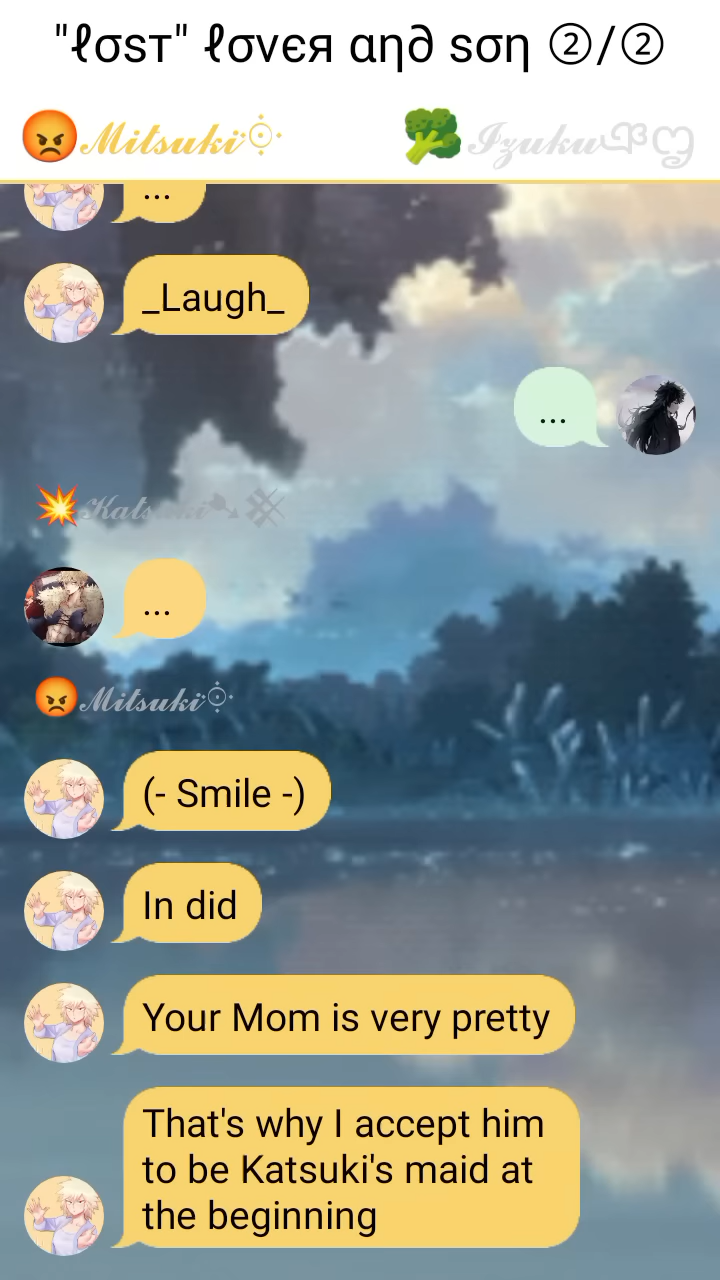 "ℓσѕт" ℓσνєя αη∂ ѕση ②/②
😡𝓜𝓲𝓽𝓼𝓾𝓴𝓲 🥦𝓘𝔃𝓾𝓴𝓾
...
_Laugh_
...
💥𝓚𝓪𝓽𝓼𝓾𝓴𝓲
...
😡𝓜𝓲𝓽𝓼𝓾𝓴𝓲
(- Smile -)
In did
Your Mom is very pretty
That's why I accept him
to be Katsuki's maid at
the beginning